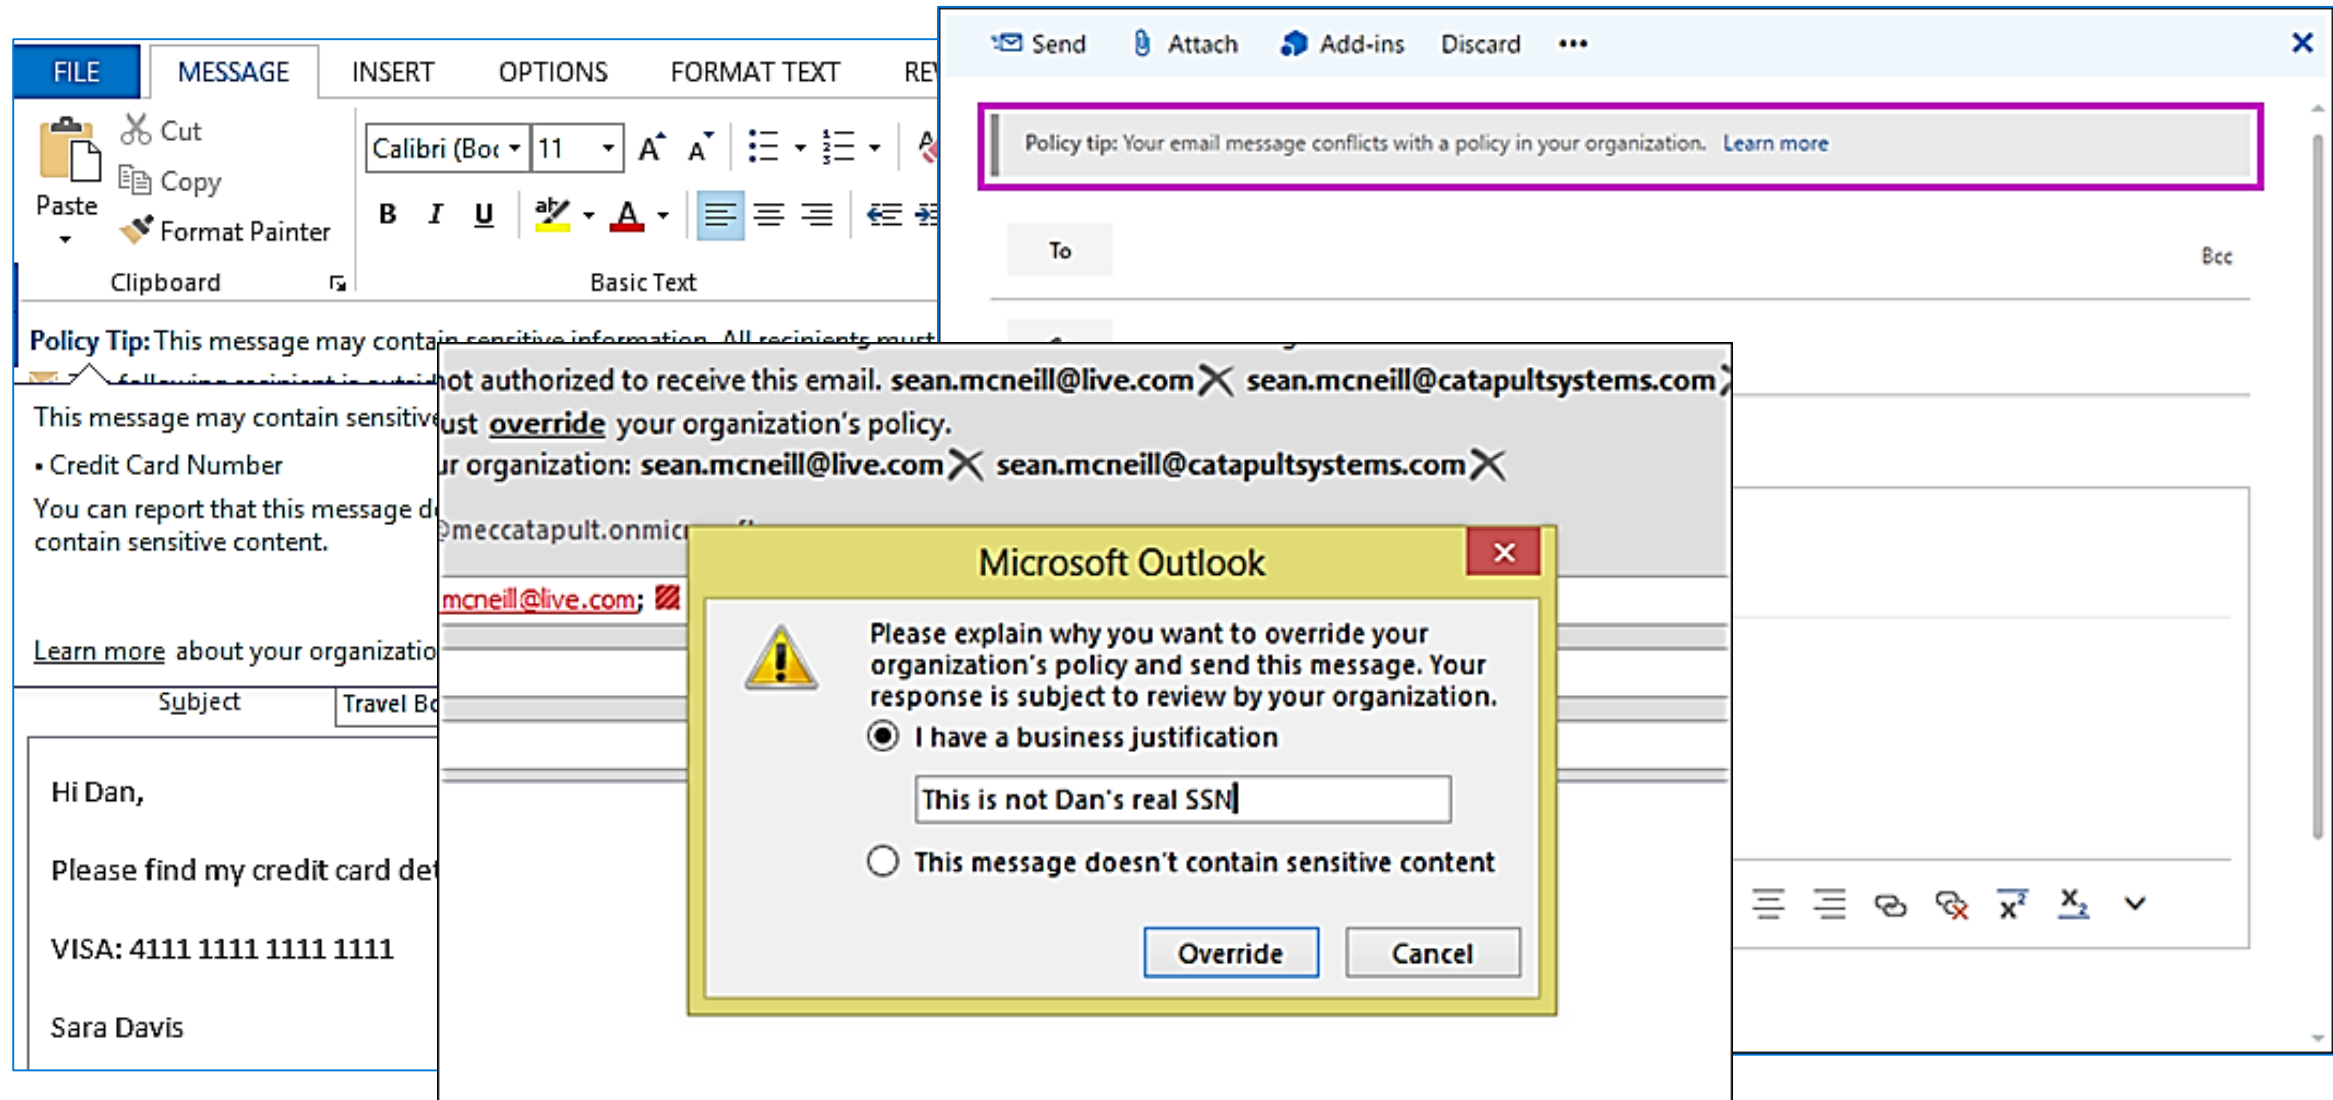 FILE MESSAGE INSERT OPTIONS FORMAT TEXT
Cut
Copy
Format Painter
Paste
Clipboard
Calibri (Boc 11
B I U
Basic Text
Policy Tip: This message may contain sensitive information. All recipients must
This message may contain sensitive
• Credit Card Number
You can report that this message
contain sensitive content.
Learn more about your
Subject Travel
Hi Dan,
Please find my credit card
VISA: 4111 1111 1111 1111
Sara Davis
Send Attach Add-ins Discard •••
Policy tip: Your email message conflicts with a policy in your organization. Learn more
To Bcc
not authorized to receive this email. sean.mcneill@live.com sean.mcneill@catapultsystems.com
ust override your organization's policy.
ur organization: sean.mcneill@live.com sean.mcneill@catapultsystems.com
mcneill@live.com;
Microsoft Outlook
Please explain why you want to override your
organization's policy and send this message. Your
response is subject to review by your organization.
I have a business justification
This is not Dan's real SSN
This message doesn't contain sensitive content
Override Cancel